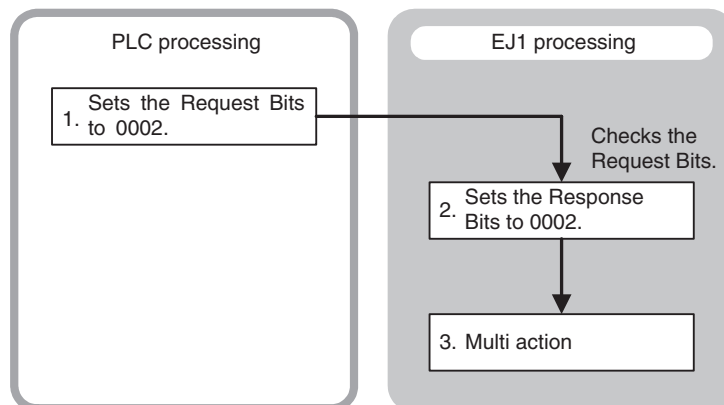 PLC processing
EJ1 processing
1. Sets the Request Bits
to 0002.
Checks the
Request Bits.
2. Sets the Response
Bits to 0002.
3. Multi action